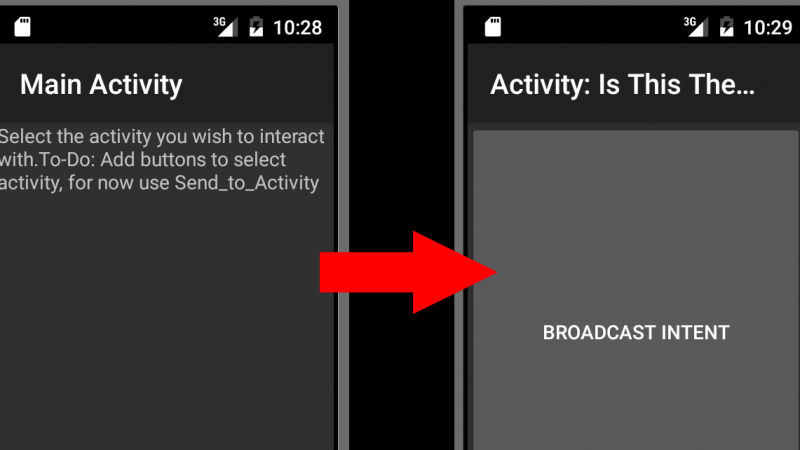 3G 10:28
Main Activity
Select the activity you wish to interact
with.To-Do: Add buttons to select
activity, for now use Send_to_Activity
3G 10:29
Activity: Is This The…
BROADCAST INTENT